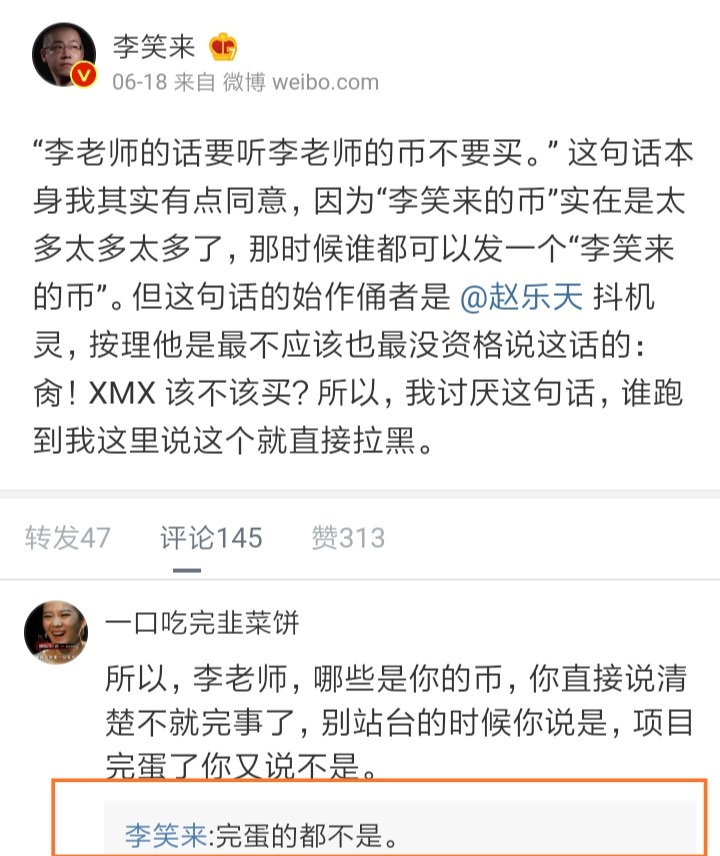 李笑来
06-18 来自 微博 weibo.com
“李老师的话要听李老师的币不要买。” 这句话本
身我其实有点同意，因为“李笑来的币”实在是太
多太多太多了，那时候谁都可以发一个“李笑来
的币”。但这句话的始作俑者是 @赵乐天 抖机
灵，按理他是最不应该也最没资格说这话的：
肏！XMX 该不该买？所以，我讨厌这句话，谁跑
到我这里说这个就直接拉黑。
转发47 评论145 赞313
一口吃完韭菜饼
所以，李老师，哪些是你的币，你直接说清
楚不就完事了，别站台的时候你说是，项目
完蛋了你又说不是。
李笑来:完蛋的都不是。